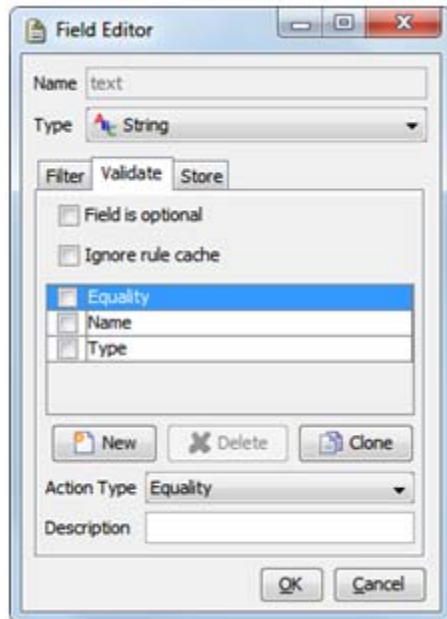 Field Editor
Name text
Type String
Filter Validate Store
Field is optional
Ignore rule cache
Equality
Name
Type
New Delete Clone
Action Type Equality
Description
OK Cancel